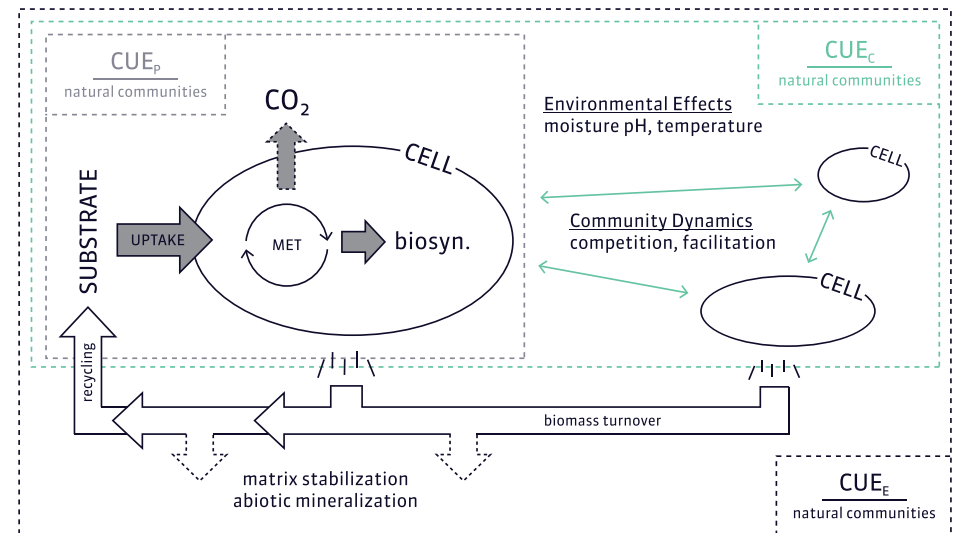 CUEP
natural communities
CUEC
natural communities
CO2
Environmental Effects
moisture pH, temperature
CELL
CELL
SUBSTRATE
UPTAKE
MET
biosyn.
Community Dynamics
competition, facilitation
CELL
recycling
biomass turnover
matrix stabilization
abiotic mineralization
CUEE
natural communities